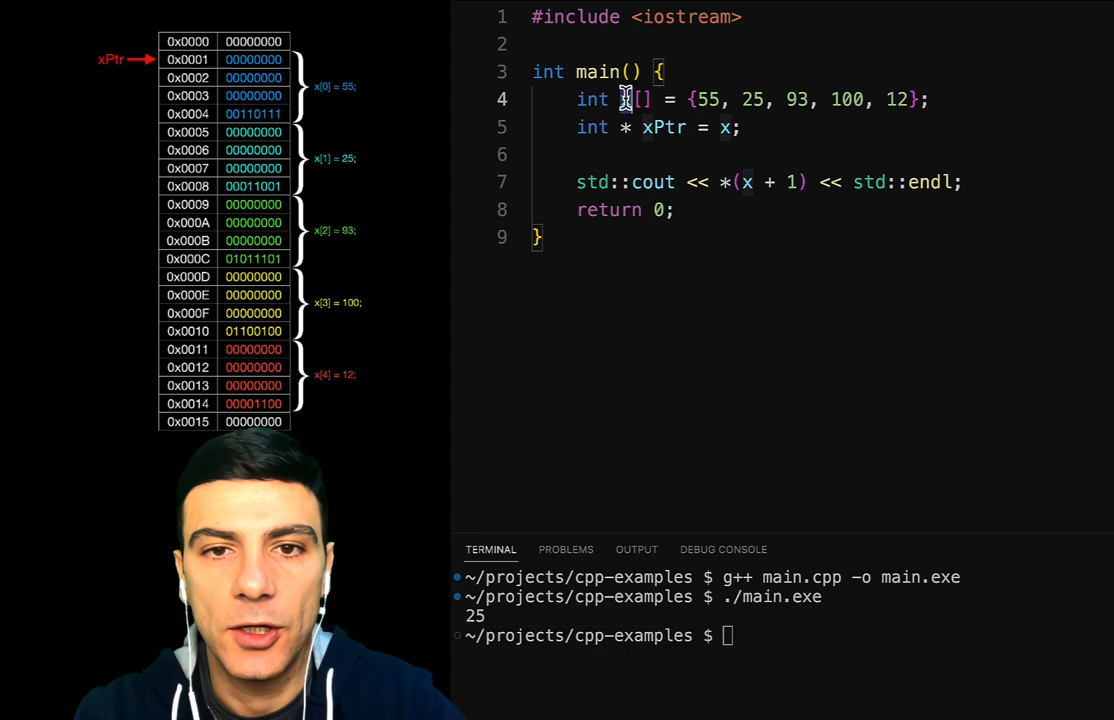 0x0000 00000000
xPtr 0x0001 00000000
0x0002 00000000
x[0] = 55;
0x0003 00000000
0x0004 00110111
0x0005 00000000
0x0006 00000000
x[1] = 25;
0x0007 00000000
0x0008 00011001
0x0009 00000000
0x000A 00000000
x[2] = 93;
0x000B 00000000
0x000C 01011101
0x000D 00000000
0x000E 00000000
x[3] = 100;
0x000F 00000000
0x0010 01100100
0x0011 00000000
0x0012 00000000
x[4] = 12;
0x0013 00000000
0x0014 00001100
0x0015 00000000
1 #include <iostream>
2
3 int main() {
4 int x[] = {55, 25, 93, 100, 12};
5 int * xPtr = x;
6
7 std::cout << *(x + 1) << std::endl;
8 return 0;
9 }
TERMINAL PROBLEMS OUTPUT DEBUG CONSOLE
~/projects/cpp-examples $ g++ main.cpp -o main.exe
~/projects/cpp-examples $ ./main.exe
25
~/projects/cpp-examples $